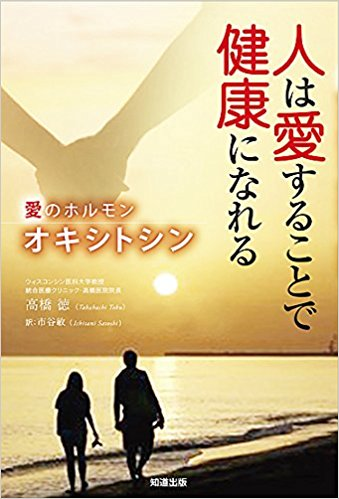 人は愛することで
健康になれる
愛のホルモン
オキシトシン
ウィスコンシン医科大学教授
統合医療クリニック・高橋医院院長
高橋 徳 (Takahashi Toku)
訳:市谷敏 (Ichitani Satoshi)
知道出版